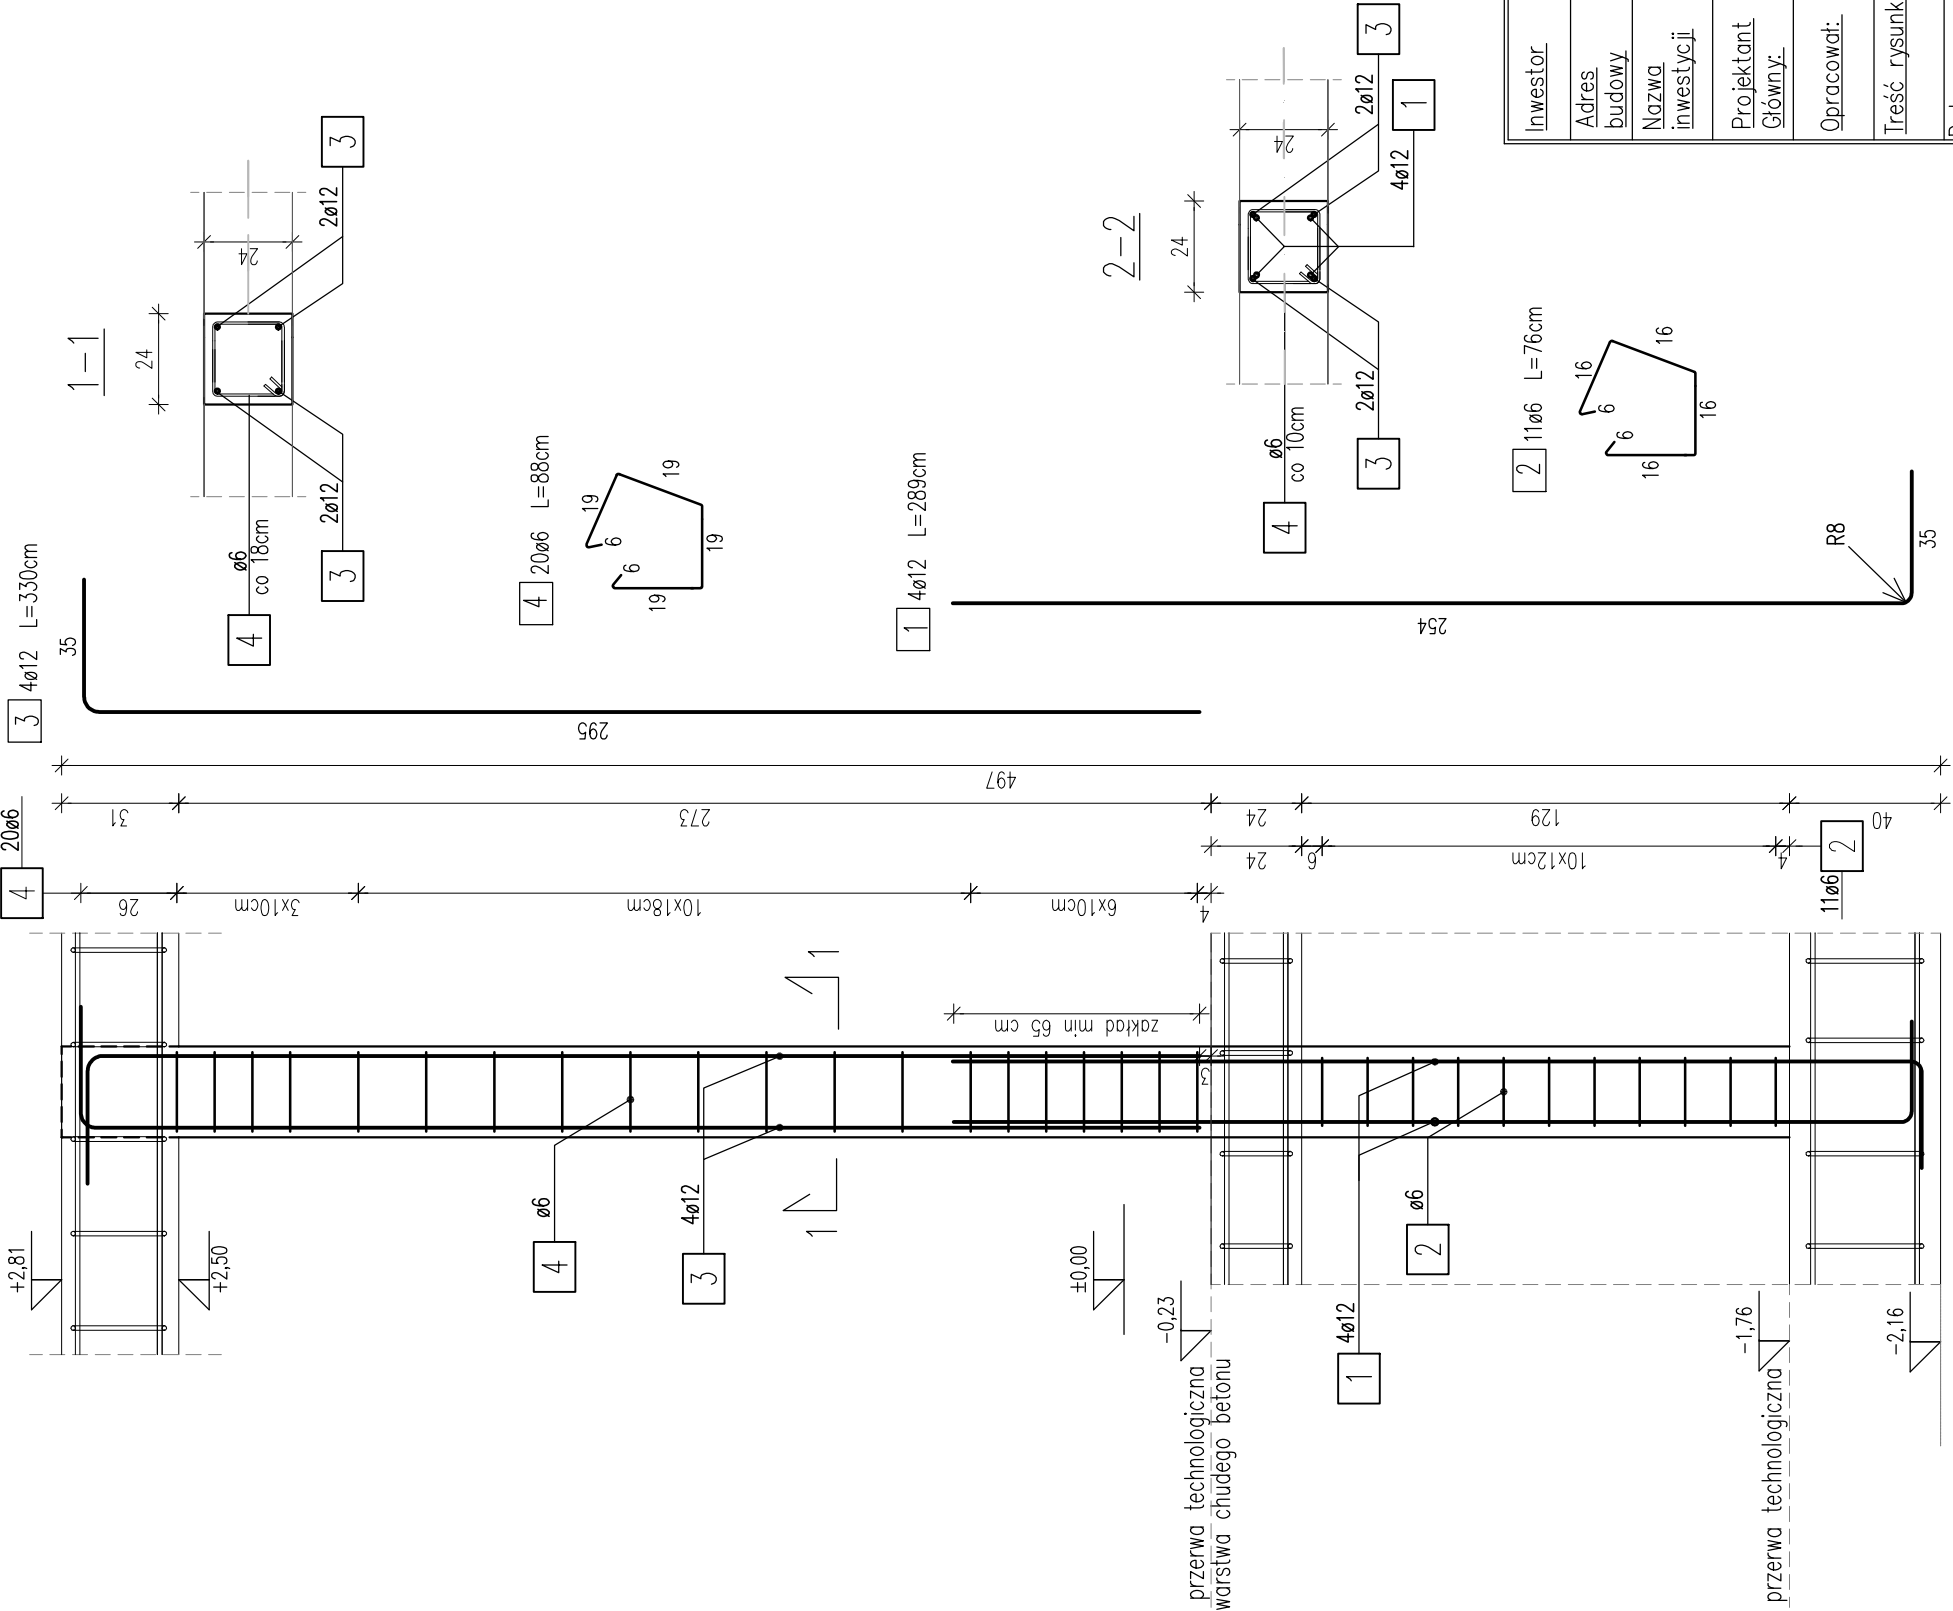 3
4ø12 L=330cm
35
295
1-1
24
24
2ø12
3
ø6
co 18cm
4
2ø12
3
4
20ø6 L=88cm
19
19
19
19
6
6
1
4ø12 L=289cm
254
R8
35
2-2
24
24
2ø12
3
4ø12
1
ø6
co 10cm
4
2ø12
3
2
11ø6 L=76cm
16
16
16
16
6
6
Inwestor
Adres
budowy
Nazwa
inwestycji
Projektant
Główny:
Opracował:
Treść rysunk
497
31
273
24
129
40
24
6
10x12cm
4
4
20ø6
26
3x10cm
10x18cm
6x10cm
4
2
11ø6
1
1
zakład min 65 cm
3
ø6
4
4ø12
3
ø6
2
4ø12
1
+2,81
+2,50
±0,00
-0,23
-1,76
-2,16
przerwa technologiczna
warstwa chudego betonu
przerwa technologiczna